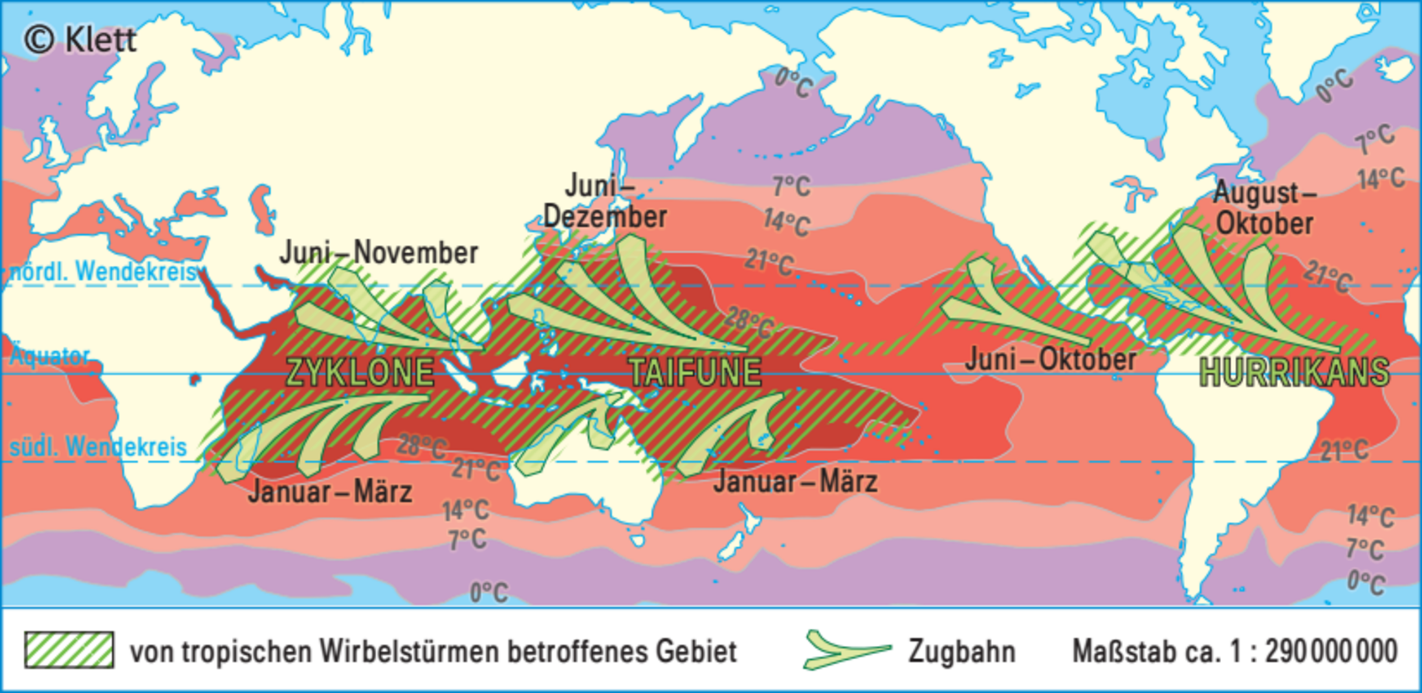 © Klett
0°C
0°C
7°C
7°C
14°C
Juni–
Dezember
14°C
August–
Oktober
Juni–November
21°C
nördl. Wendekreis
21°C
28°C
Äquator
Juni–Oktober
ZYKLONE
TAIFUNE
HURRIKANS
südl. Wendekreis
28°C
21°C
21°C
Januar–März
Januar–März
14°C
14°C
7°C
7°C
0°C
0°C
von tropischen Wirbelstürmen betroffenes Gebiet
Zugbahn
Maßstab ca. 1 : 290 000 000